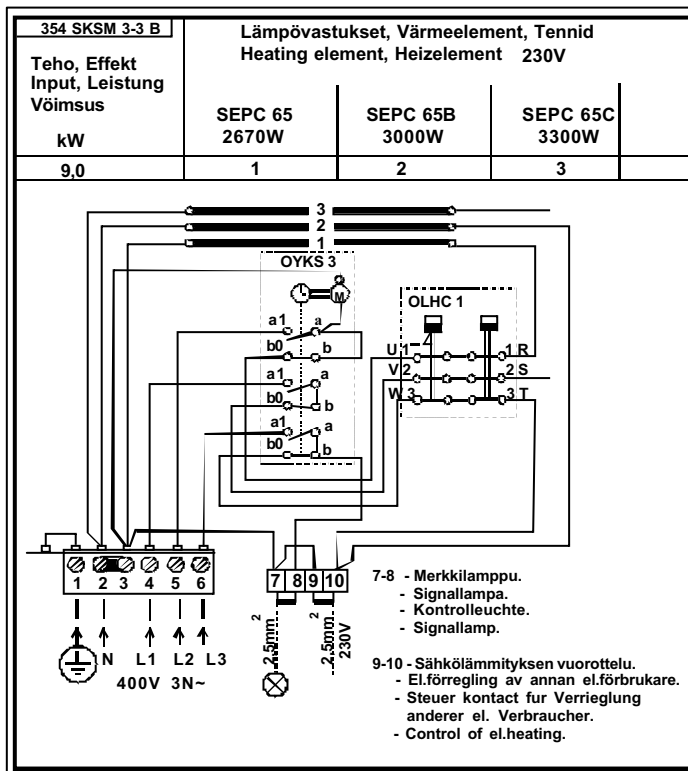 354 SKSM 3-3 B
Teho, Effekt
Input, Leistung
Vöimsus
kW
Lämpövastukset, Värmeelement, Tennid
Heating element, Heizelement 230V
SEPC 65
2670W
SEPC 65B
3000W
SEPC 65C
3300W
9,0 1 2 3
3
2
1
OYKS 3
M
OLHC 1
a1 a
b0 b
a1 a
b0 b
a1 a
b0 b
U 1 1 R
V 2 2 S
W 3 3 T
1 2 3 4 5 6
N L1 L2 L3
400V 3N~
7 8 9 10
2,5mm 2
2,5mm 2
230V
7-8 - Merkkilamppu.
- Signallampa.
- Kontrolleuchte.
- Signallamp.
9-10 - Sähkölämmityksen vuorottelu.
- El.förregling av annan el.förbrukare.
- Steuer kontact fur Verrieglung
anderer el. Verbraucher.
- Control of el.heating.